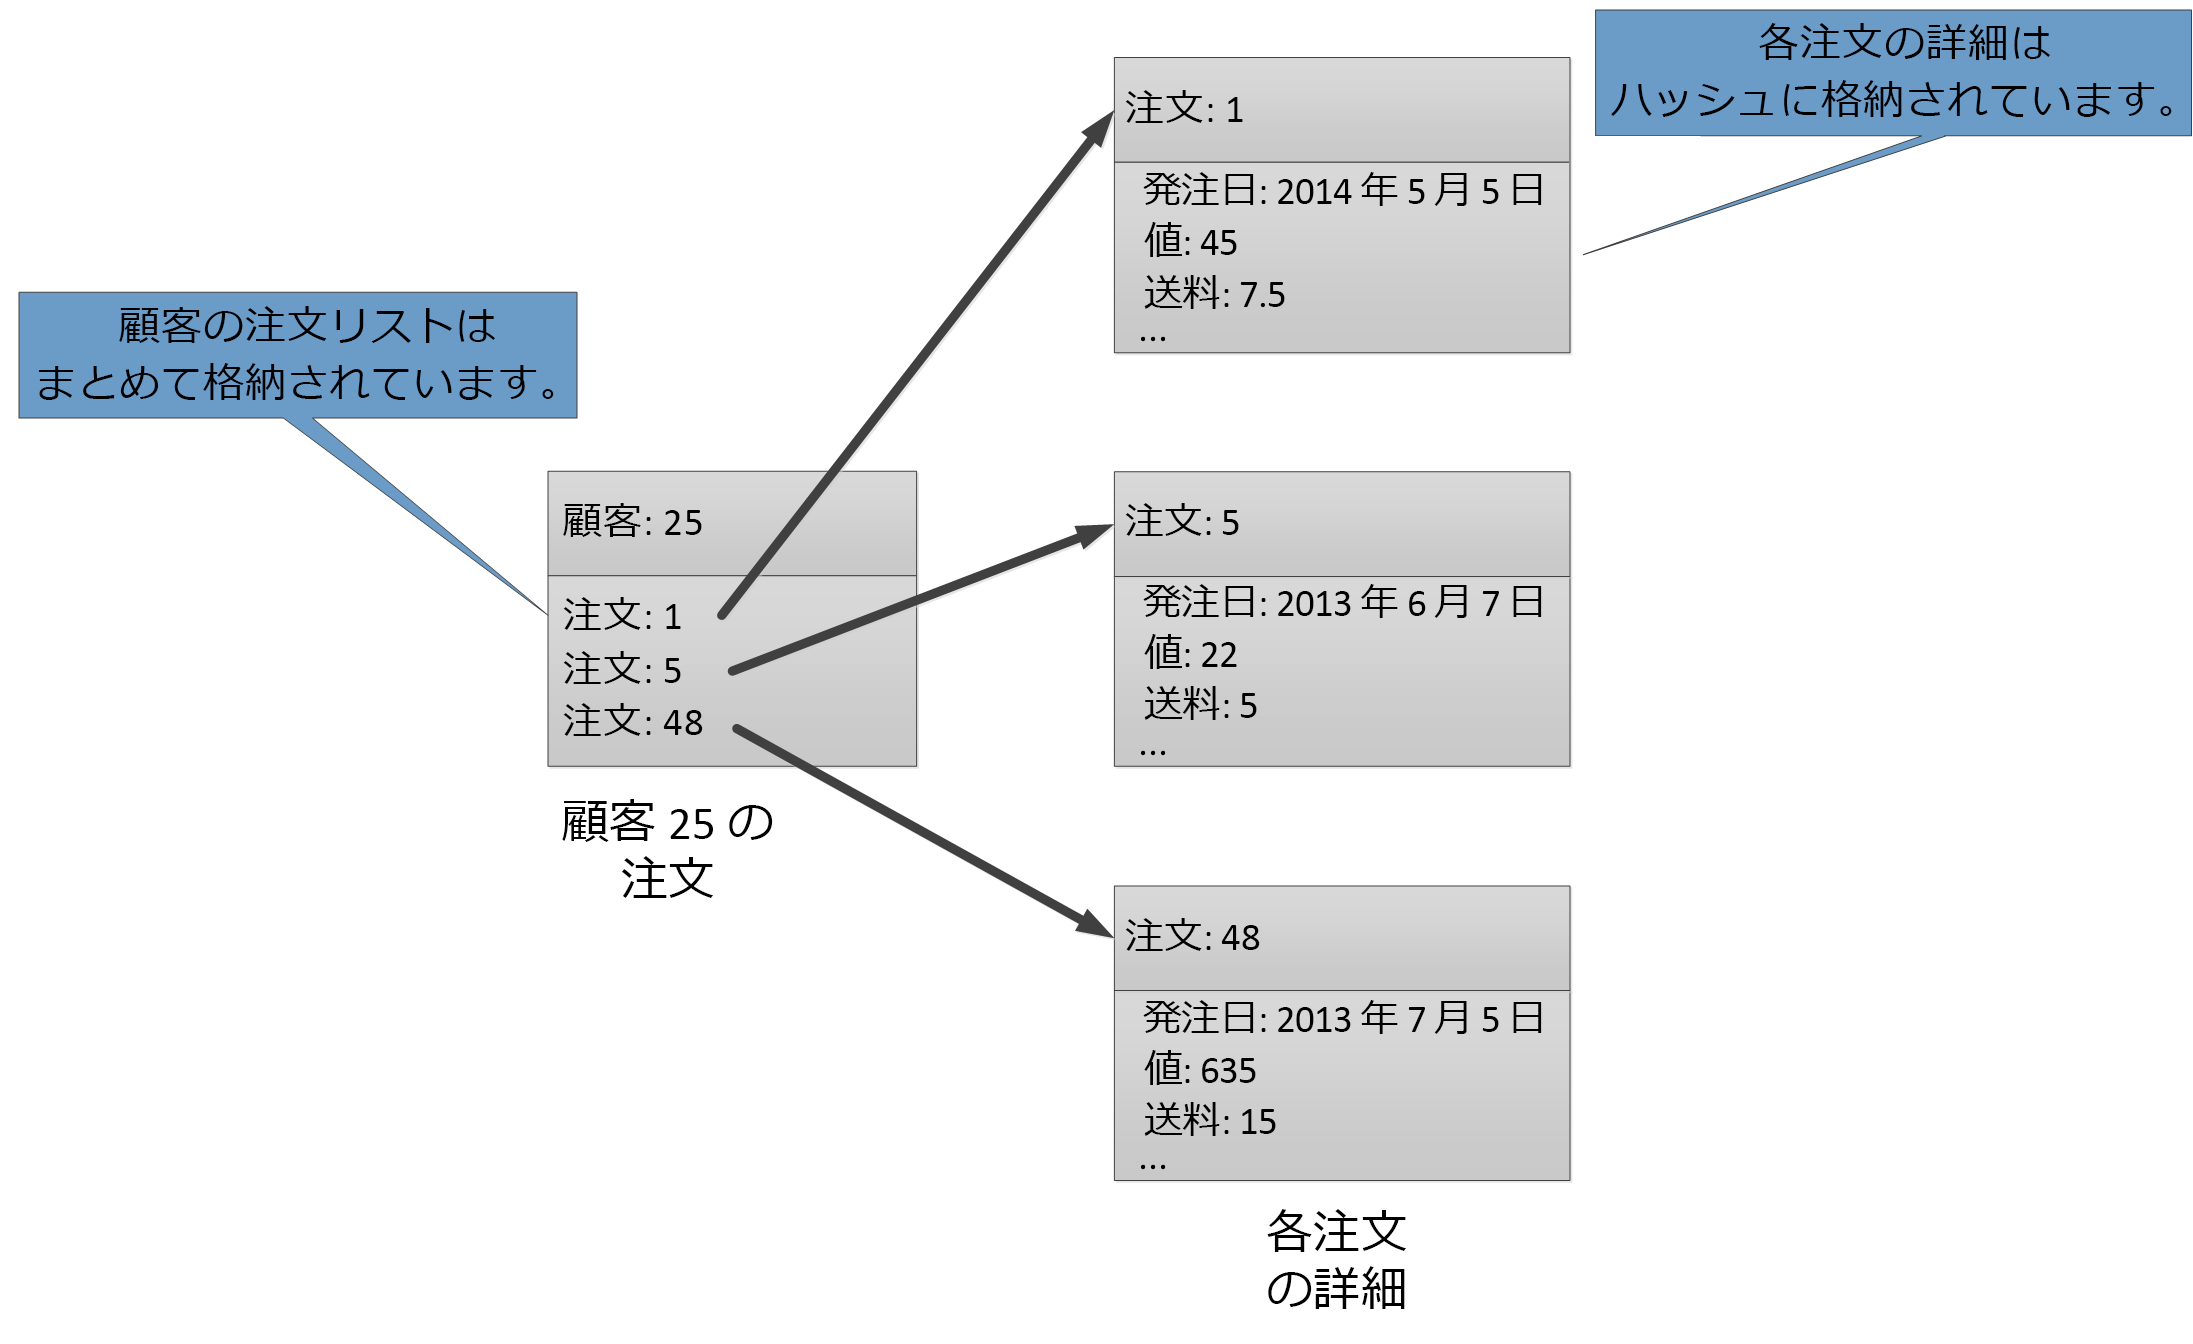 各注文の詳細は
ハッシュに格納されています。
注文: 1
発注日: 2014 年 5 月 5 日
値: 45
送料: 7.5
...
顧客の注文リストは
まとめて格納されています。
顧客: 25
注文: 1
注文: 5
注文: 48
顧客 25 の
注文
注文: 5
発注日: 2013 年 6 月 7 日
値: 22
送料: 5
...
注文: 48
発注日: 2013 年 7 月 5 日
値: 635
送料: 15
...
各注文
の詳細